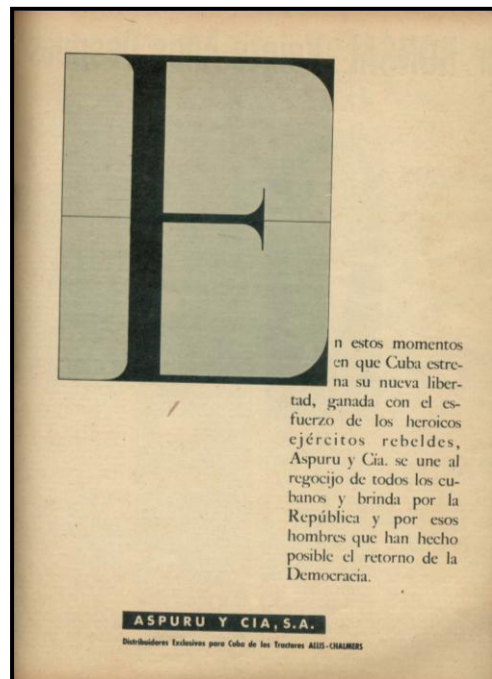 En estos momentos
en que Cuba estre-
na su nueva liber-
tad, ganada con el es-
fuerzo de los heroicos
ejércitos rebeldes,
Aspuru y Cía. se une al
regocijo de todos los cu-
banos y brinda por la
República y por esos
hombres que han hecho
posible el retorno de la
Democracia.
ASPURU Y CIA, S.A.
Distribuidores Exclusivos para Cuba de los Tractores ALLIS-CHALMERS